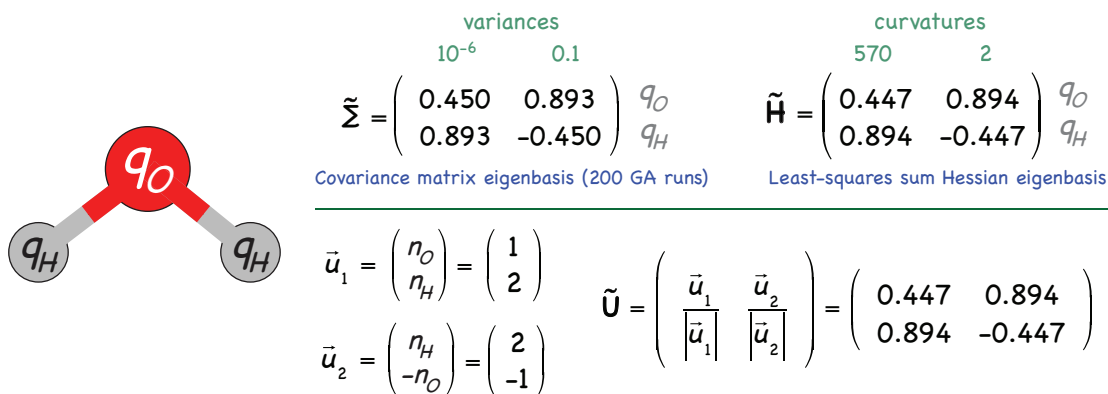 variances
10⁻⁶ 0.1
Σ̃ = ( 0.450 0.893 ) q_O
( 0.893 -0.450 ) q_H
Covariance matrix eigenbasis (200 GA runs)
curvatures
570 2
H̃ = ( 0.447 0.894 ) q_O
( 0.894 -0.447 ) q_H
Least-squares sum Hessian eigenbasis
q_O
q_H q_H
u⃗₁ = ( n_O ) = ( 1 )
( n_H ) ( 2 )
u⃗₂ = ( n_H ) = ( 2 )
( -n_O ) ( -1 )
Ũ = ( u⃗₁ u⃗₂ ) = ( 0.447 0.894 )
( |u⃗₁| |u⃗₂| ) ( 0.894 -0.447 )